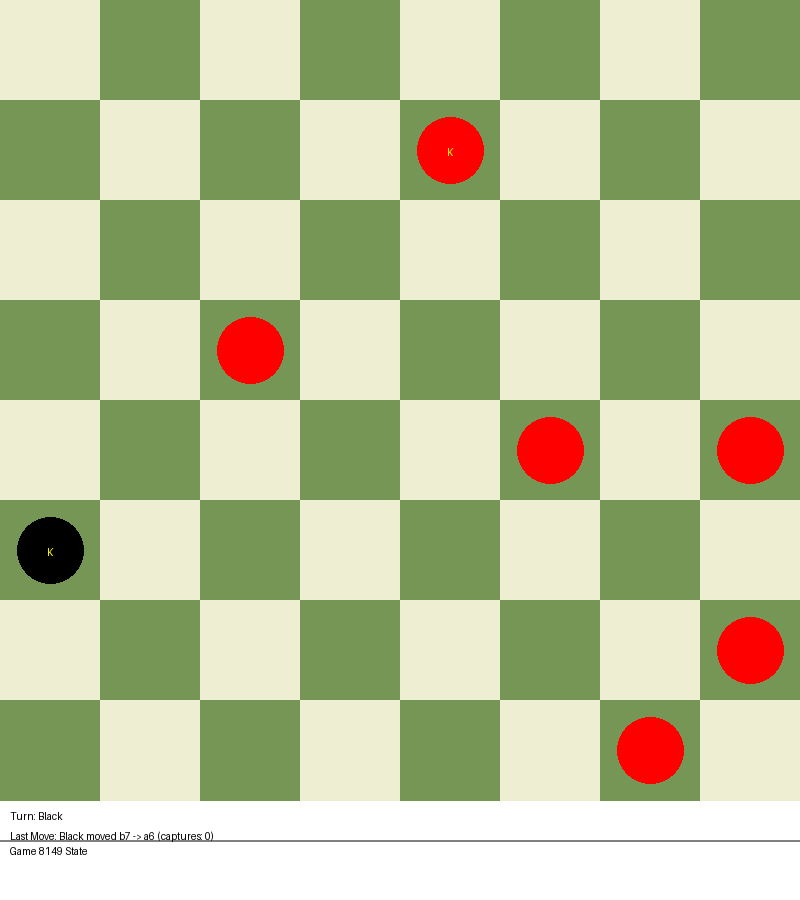 K
K
Turn: Black
Last Move: Black moved b7 -> a6 (captures: 0)
Game 8149 State